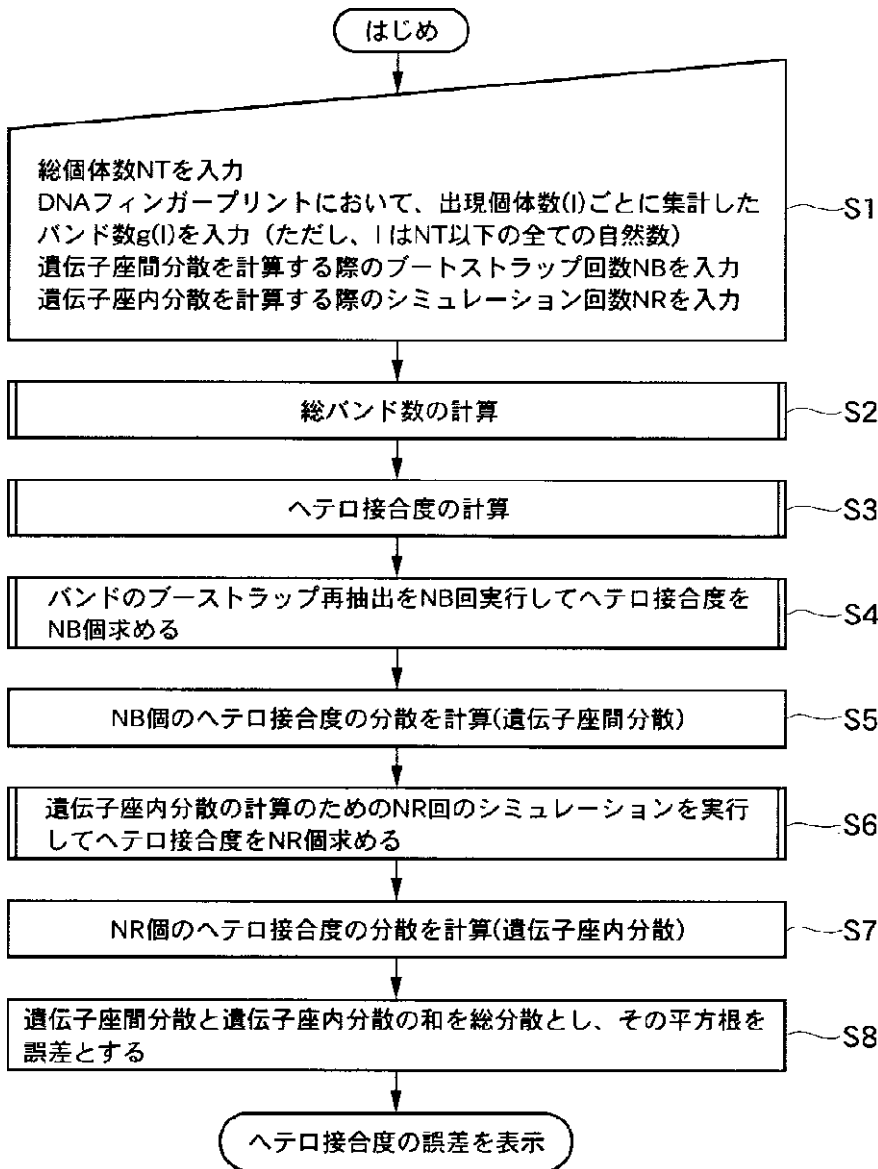 はじめ
総個体数NTを入力
DNAフィンガープリントにおいて、出現個体数(I)ごとに集計した
バンド数g(I)を入力（ただし、I はNT以下の全ての自然数）
遺伝子座間分散を計算する際のブートストラップ回数NBを入力
遺伝子座内分散を計算する際のシミュレーション回数NRを入力
S1
総バンド数の計算
S2
ヘテロ接合度の計算
S3
バンドのブーストラップ再抽出をNB回実行してヘテロ接合度を
NB個求める
S4
NB個のヘテロ接合度の分散を計算(遺伝子座間分散)
S5
遺伝子座内分散の計算のためのNR回のシミュレーションを実行
してヘテロ接合度をNR個求める
S6
NR個のヘテロ接合度の分散を計算(遺伝子座内分散)
S7
遺伝子座間分散と遺伝子座内分散の和を総分散とし、その平方根を
誤差とする
S8
ヘテロ接合度の誤差を表示